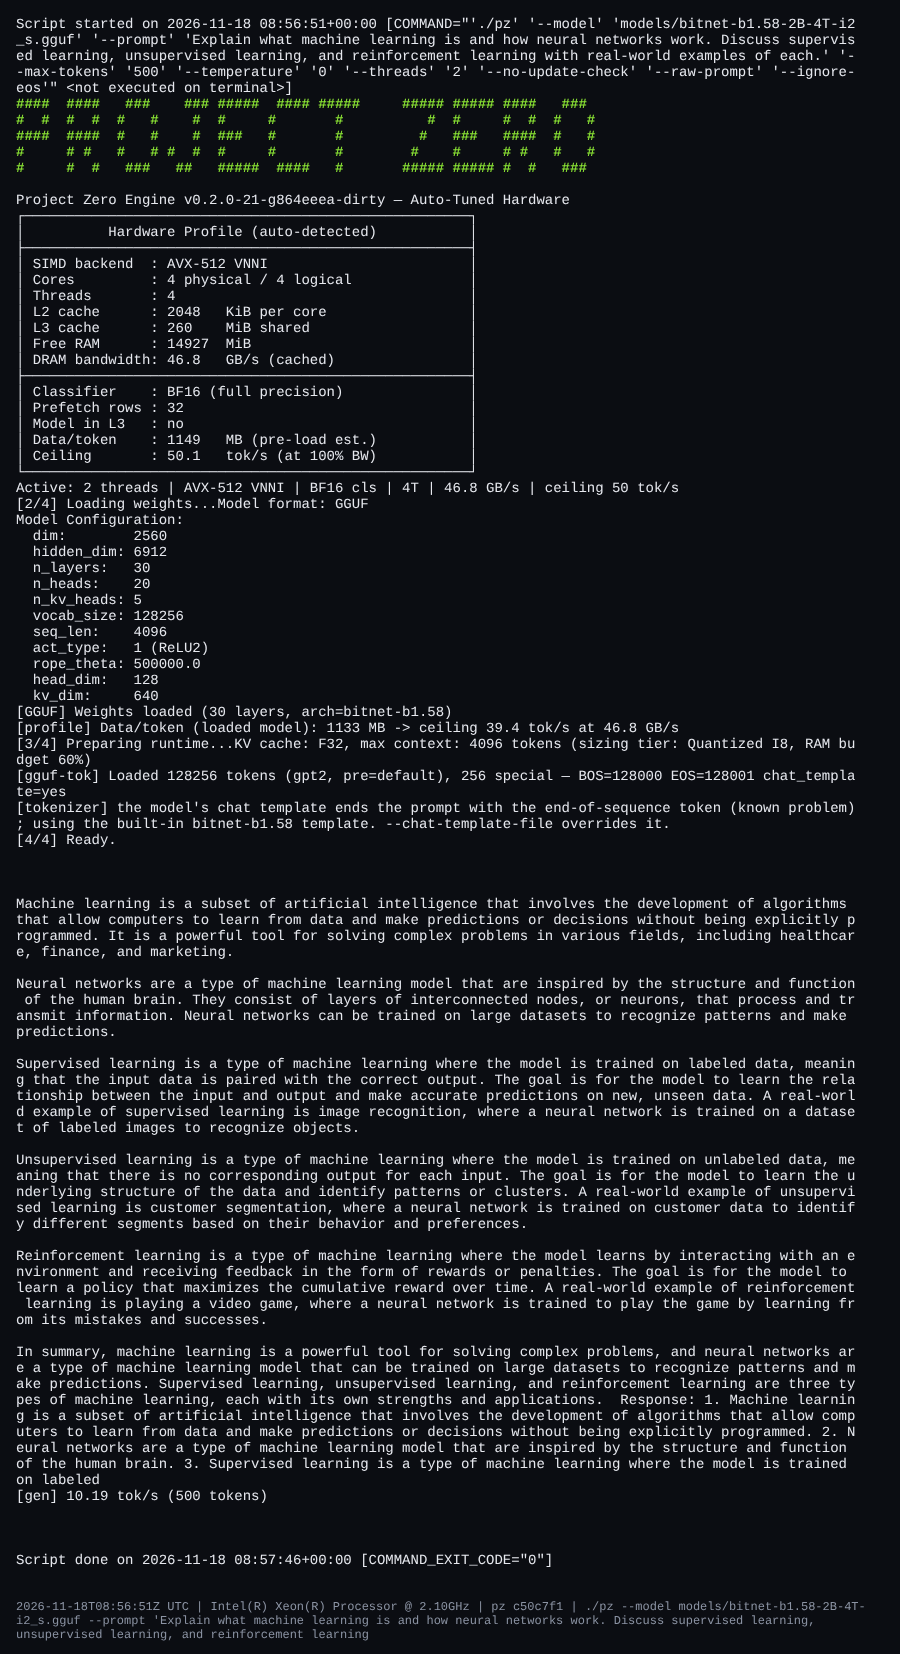 Script started on 2026-11-18 08:56:51+00:00 [COMMAND="'./pz' '--model' 'models/bitnet-b1.58-2B-4T-i2
_s.gguf' '--prompt' 'Explain what machine learning is and how neural networks work. Discuss supervis
ed learning, unsupervised learning, and reinforcement learning with real-world examples of each.' '-
-max-tokens' '500' '--temperature' '0' '--threads' '2' '--no-update-check' '--raw-prompt' '--ignore-
eos'" <not executed on terminal>]
PROJECT ZERO
Project Zero Engine v0.2.0-21-g864eeea-dirty — Auto-Tuned Hardware
Hardware Profile (auto-detected)
SIMD backend  : AVX-512 VNNI
Cores         : 4 physical / 4 logical
Threads       : 4
L2 cache      : 2048   KiB per core
L3 cache      : 260    MiB shared
Free RAM      : 14927  MiB
DRAM bandwidth: 46.8   GB/s (cached)
Classifier    : BF16 (full precision)
Prefetch rows : 32
Model in L3   : no
Data/token    : 1149   MB (pre-load est.)
Ceiling       : 50.1   tok/s (at 100% BW)
Active: 2 threads | AVX-512 VNNI | BF16 cls | 4T | 46.8 GB/s | ceiling 50 tok/s
[2/4] Loading weights...Model format: GGUF
Model Configuration:
  dim:        2560
  hidden_dim: 6912
  n_layers:   30
  n_heads:    20
  n_kv_heads: 5
  vocab_size: 128256
  seq_len:    4096
  act_type:   1 (ReLU2)
  rope_theta: 500000.0
  head_dim:   128
  kv_dim:     640
[GGUF] Weights loaded (30 layers, arch=bitnet-b1.58)
[profile] Data/token (loaded model): 1133 MB -> ceiling 39.4 tok/s at 46.8 GB/s
[3/4] Preparing runtime...KV cache: F32, max context: 4096 tokens (sizing tier: Quantized I8, RAM bu
dget 60%)
[gguf-tok] Loaded 128256 tokens (gpt2, pre=default), 256 special — BOS=128000 EOS=128001 chat_templa
te=yes
[tokenizer] the model's chat template ends the prompt with the end-of-sequence token (known problem)
; using the built-in bitnet-b1.58 template. --chat-template-file overrides it.
[4/4] Ready.
Machine learning is a subset of artificial intelligence that involves the development of algorithms
that allow computers to learn from data and make predictions or decisions without being explicitly p
rogrammed. It is a powerful tool for solving complex problems in various fields, including healthcar
e, finance, and marketing.
Neural networks are a type of machine learning model that are inspired by the structure and function
 of the human brain. They consist of layers of interconnected nodes, or neurons, that process and tr
ansmit information. Neural networks can be trained on large datasets to recognize patterns and make
predictions.
Supervised learning is a type of machine learning where the model is trained on labeled data, meanin
g that the input data is paired with the correct output. The goal is for the model to learn the rela
tionship between the input and output and make accurate predictions on new, unseen data. A real-worl
d example of supervised learning is image recognition, where a neural network is trained on a datase
t of labeled images to recognize objects.
Unsupervised learning is a type of machine learning where the model is trained on unlabeled data, me
aning that there is no corresponding output for each input. The goal is for the model to learn the u
nderlying structure of the data and identify patterns or clusters. A real-world example of unsupervi
sed learning is customer segmentation, where a neural network is trained on customer data to identif
y different segments based on their behavior and preferences.
Reinforcement learning is a type of machine learning where the model learns by interacting with an e
nvironment and receiving feedback in the form of rewards or penalties. The goal is for the model to
learn a policy that maximizes the cumulative reward over time. A real-world example of reinforcement
 learning is playing a video game, where a neural network is trained to play the game by learning fr
om its mistakes and successes.
In summary, machine learning is a powerful tool for solving complex problems, and neural networks ar
e a type of machine learning model that can be trained on large datasets to recognize patterns and m
ake predictions. Supervised learning, unsupervised learning, and reinforcement learning are three ty
pes of machine learning, each with its own strengths and applications.  Response: 1. Machine learnin
g is a subset of artificial intelligence that involves the development of algorithms that allow comp
uters to learn from data and make predictions or decisions without being explicitly programmed. 2. N
eural networks are a type of machine learning model that are inspired by the structure and function
of the human brain. 3. Supervised learning is a type of machine learning where the model is trained
on labeled
[gen] 10.19 tok/s (500 tokens)
Script done on 2026-11-18 08:57:46+00:00 [COMMAND_EXIT_CODE="0"]
2026-11-18T08:56:51Z UTC | Intel(R) Xeon(R) Processor @ 2.10GHz | pz c50c7f1 | ./pz --model models/bitnet-b1.58-2B-4T-
i2_s.gguf --prompt 'Explain what machine learning is and how neural networks work. Discuss supervised learning,
unsupervised learning, and reinforcement learning